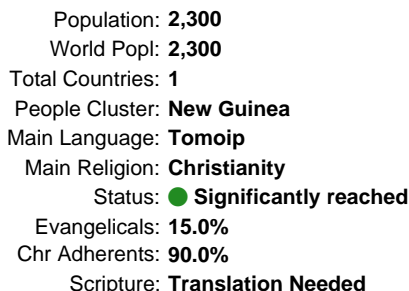 Population: 2,300
World Popl: 2,300
Total Countries: 1
People Cluster: New Guinea
Main Language: Tomoip
Main Religion: Christianity
Status: Significantly reached
Evangelicals: 15.0%
Chr Adherents: 90.0%
Scripture: Translation Needed